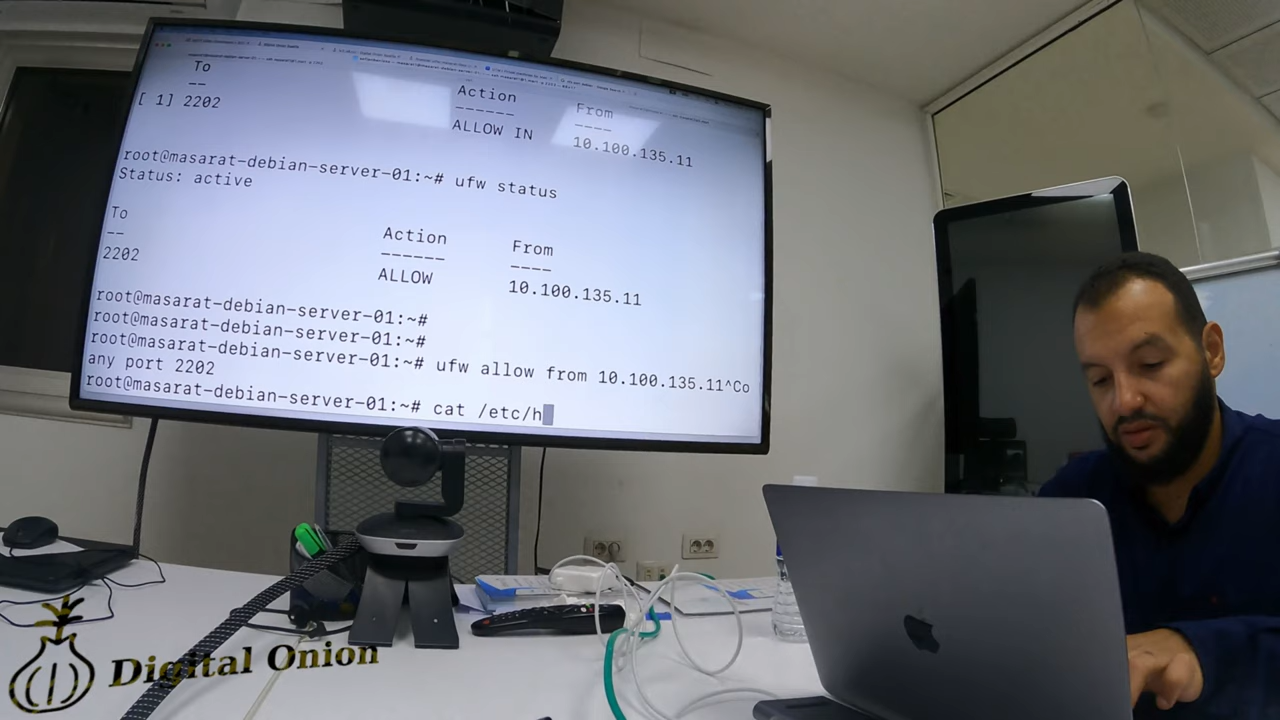 To Action From
-- ------ ----
[ 1] 2202 ALLOW IN 10.100.135.11
root@masarat-debian-server-01:~# ufw status
Status: active
To Action From
-- ------ ----
2202 ALLOW 10.100.135.11
root@masarat-debian-server-01:~#
root@masarat-debian-server-01:~#
root@masarat-debian-server-01:~# ufw allow from 10.100.135.11^Co
any port 2202
root@masarat-debian-server-01:~# cat /etc/h
Digital Onion